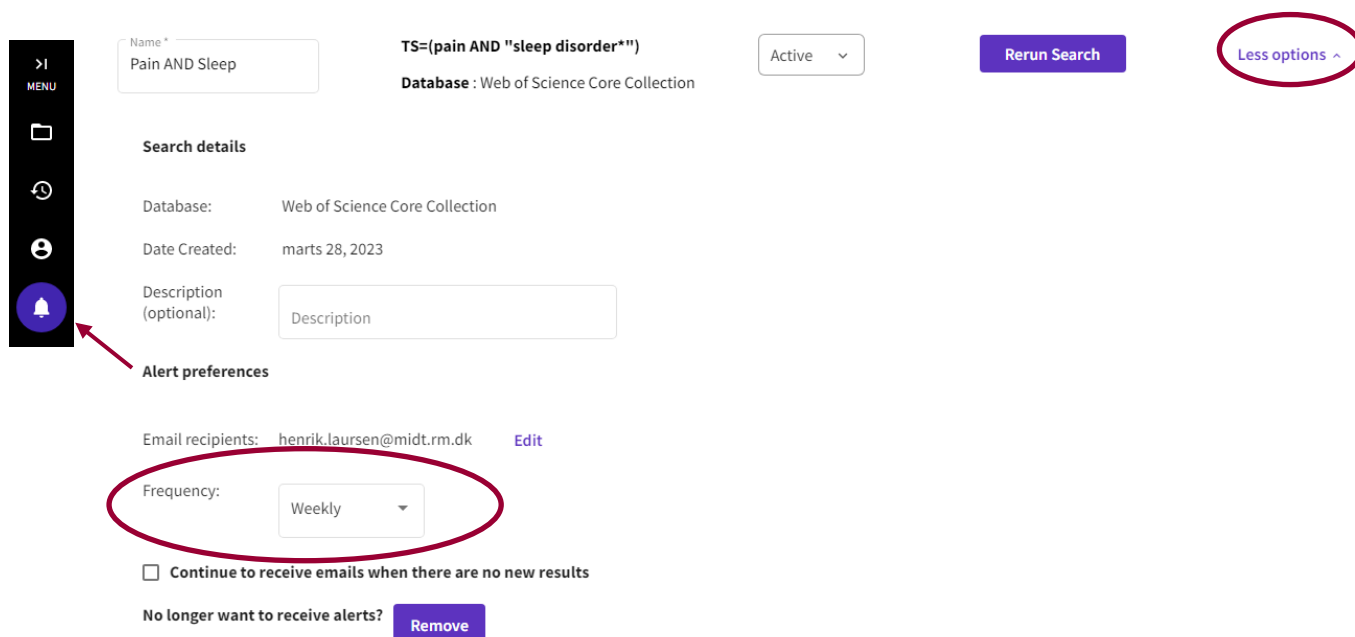 MENU
Name *
Pain AND Sleep
TS=(pain AND "sleep disorder*")
Database : Web of Science Core Collection
Active
Rerun Search
Less options
Search details
Database: Web of Science Core Collection
Date Created: marts 28, 2023
Description
(optional):
Description
Alert preferences
Email recipients: henrik.laursen@midt.rm.dk Edit
Frequency:
Weekly
Continue to receive emails when there are no new results
No longer want to receive alerts? Remove